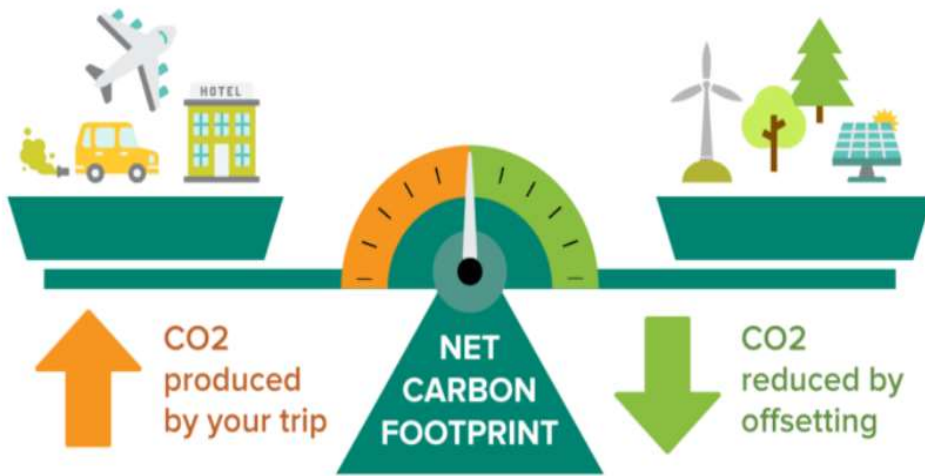 HOTEL
CO2
produced
by your trip
NET
CARBON
FOOTPRINT
CO2
reduced by
offsetting